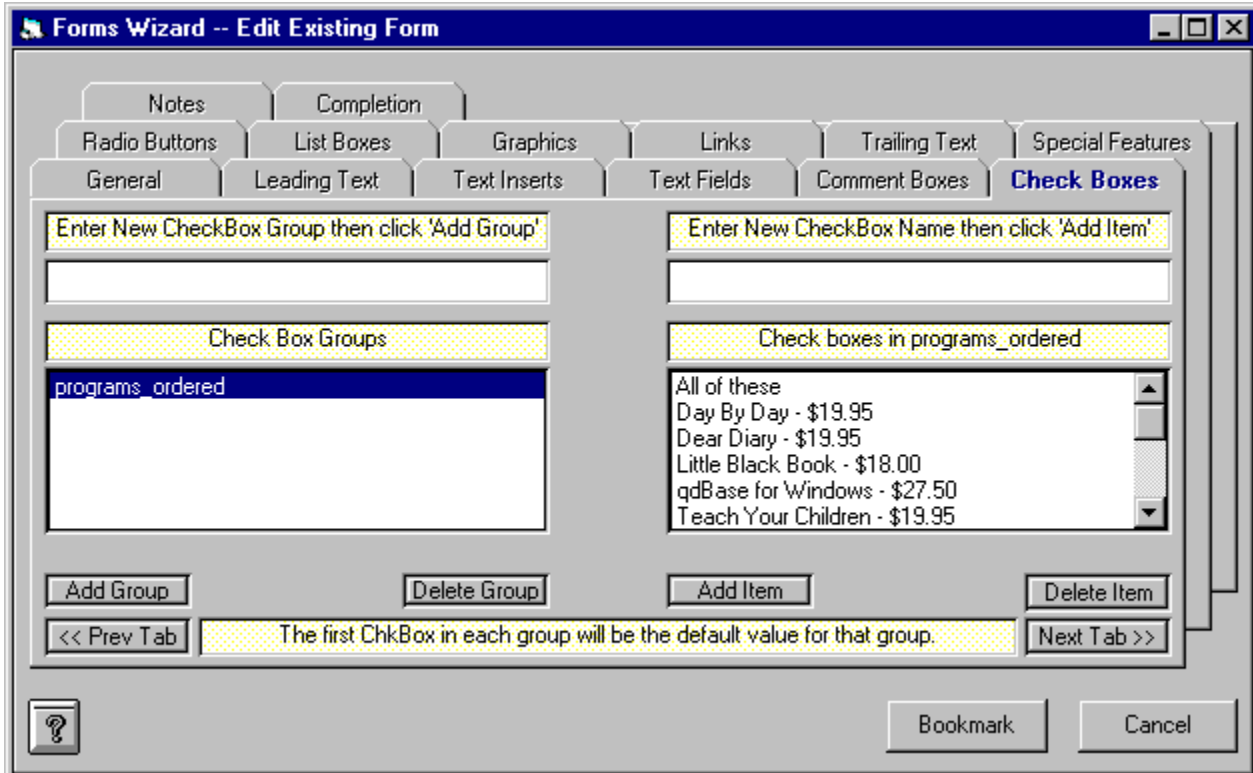 Forms Wizard -- Edit Existing Form
Notes Completion
Radio Buttons List Boxes Graphics Links Trailing Text Special Features
General Leading Text Text Inserts Text Fields Comment Boxes Check Boxes
Enter New CheckBox Group then click 'Add Group'
Enter New CheckBox Name then click 'Add Item'
Check Box Groups
programs_ordered
Check boxes in programs_ordered
All of these
Day By Day - $19.95
Dear Diary - $19.95
Little Black Book - $18.00
qdBase for Windows - $27.50
Teach Your Children - $19.95
Add Group Delete Group Add Item Delete Item
<< Prev Tab The first ChkBox in each group will be the default value for that group. Next Tab >>
? Bookmark Cancel